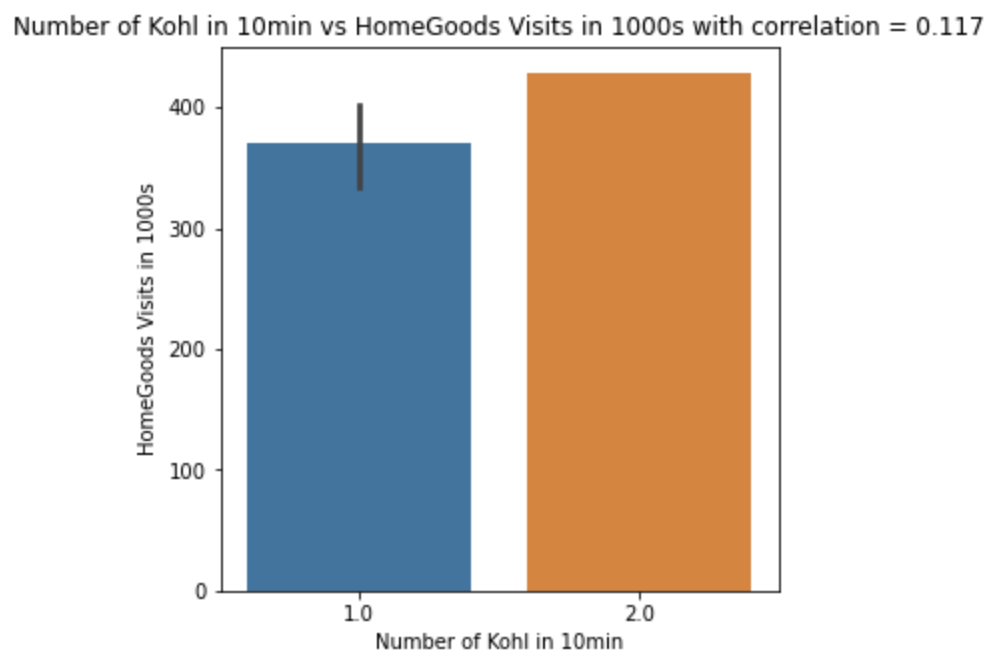 Number of Kohl in 10min vs HomeGoods Visits in 1000s with correlation = 0.117
HomeGoods Visits in 1000s
400
300
200
100
0
1.0 2.0
Number of Kohl in 10min